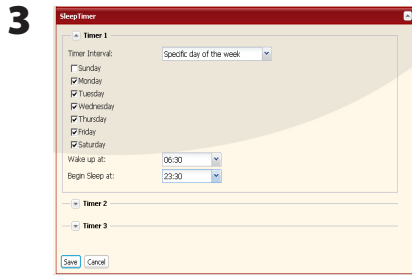 3
SleepTimer
Timer 1
Timer Interval: Specific day of the week
Sunday
Monday
Tuesday
Wednesday
Thursday
Friday
Saturday
Wake up at: 06:30
Begin Sleep at: 23:30
Timer 2
Timer 3
Save Cancel